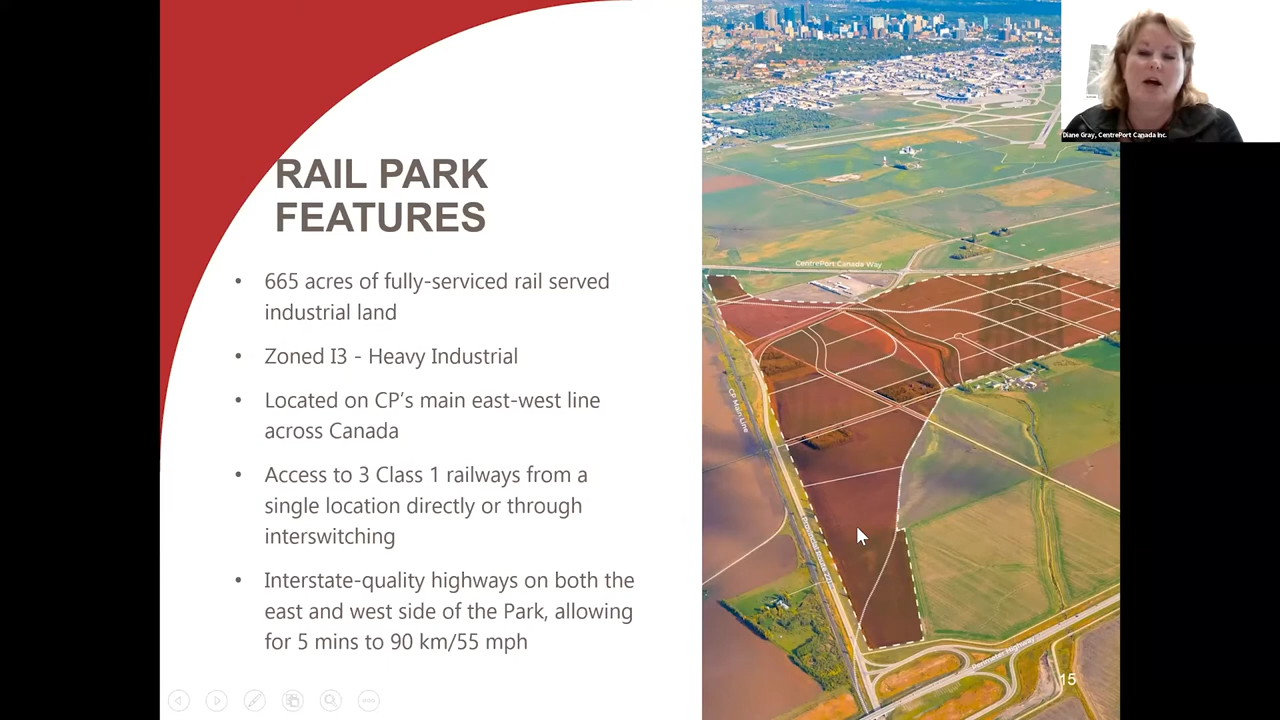 RAIL PARK
FEATURES
• 665 acres of fully-serviced rail served
industrial land
• Zoned I3 - Heavy Industrial
• Located on CP's main east-west line
across Canada
• Access to 3 Class 1 railways from a
single location directly or through
interswitching
• Interstate-quality highways on both the
east and west side of the Park, allowing
for 5 mins to 90 km/55 mph
Diane Gray, CentrePort Canada Inc.
CentrePort Canada Way
CP Main Line
Perimeter Highway
15